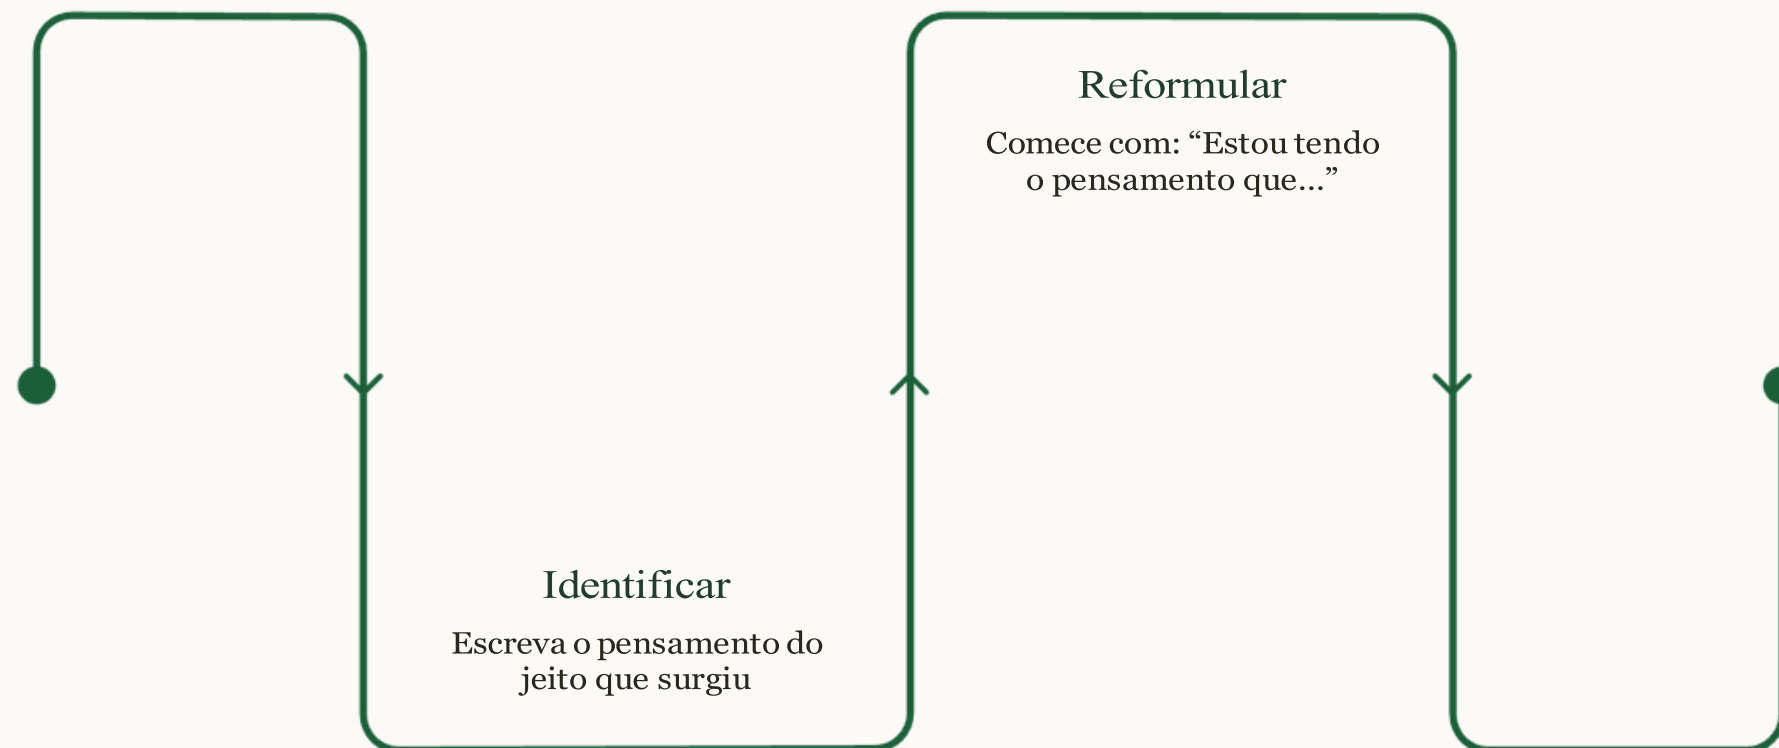 Reformular
Comece com: “Estou tendo
o pensamento que...”
Identificar
Escreva o pensamento do
jeito que surgiu